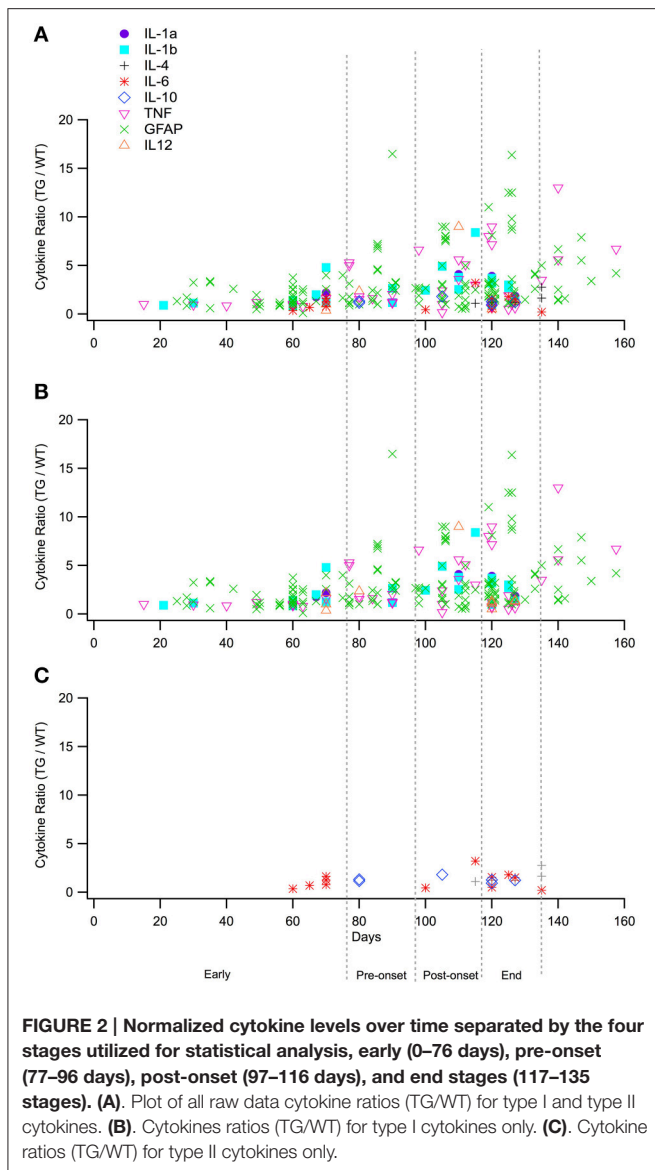 A
IL-1a
IL-1b
IL-4
IL-6
IL-10
TNF
GFAP
IL12
Cytokine Ratio (TG / WT)
20
15
10
5
0
0 20 40 60 80 100 120 140 160
B
Cytokine Ratio (TG / WT)
20
15
10
5
0
0 20 40 60 80 100 120 140 160
C
Cytokine Ratio (TG / WT)
20
15
10
5
0
0 20 40 60 80 100 120 140 160
Days
Early Pre-onset Post-onset End
FIGURE 2 | Normalized cytokine levels over time separated by the four
stages utilized for statistical analysis, early (0–76 days), pre-onset
(77–96 days), post-onset (97–116 days), and end stages (117–135
stages). (A). Plot of all raw data cytokine ratios (TG/WT) for type I and type II
cytokines. (B). Cytokines ratios (TG/WT) for type I cytokines only. (C). Cytokine
ratios (TG/WT) for type II cytokines only.